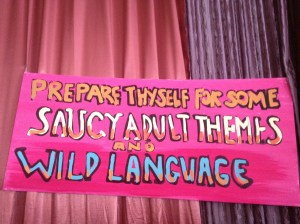 PREPARE THYSELF FOR SOME
SAUCY ADULT THEMES
AND
WILD LANGUAGE